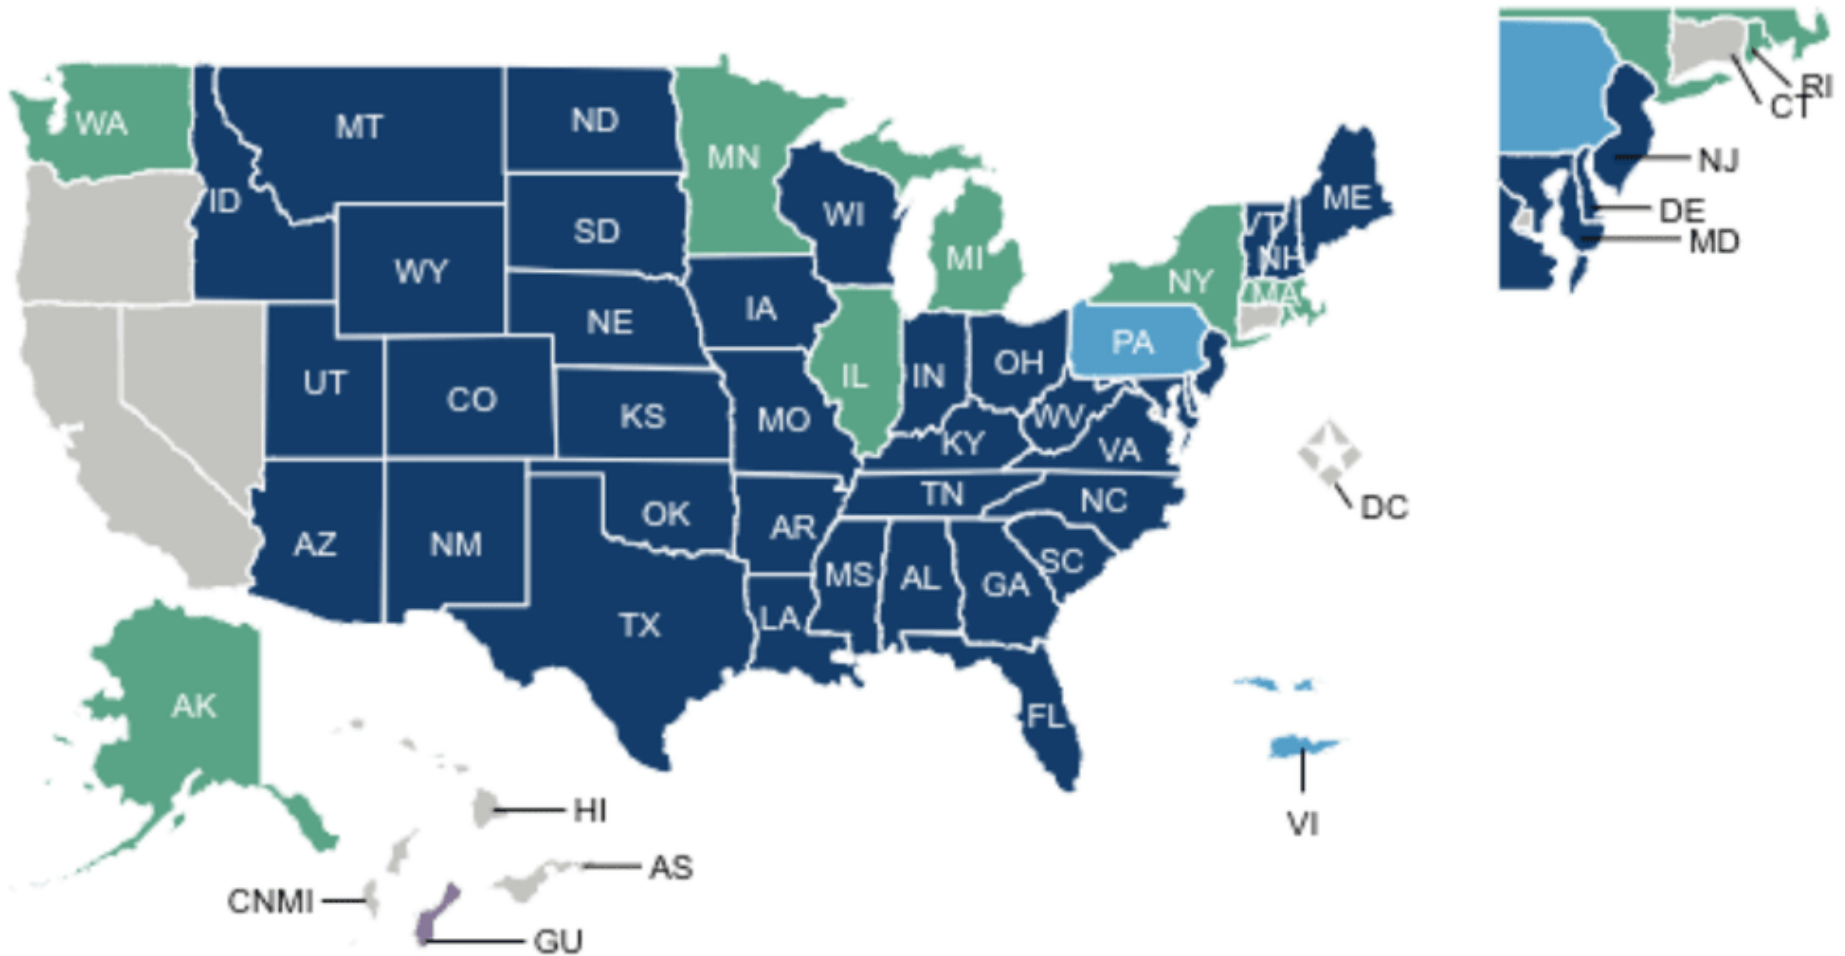 WA
MT
ND
MN
ID
SD
WI
MI
WY
NE
IA
NY
VT
NH
ME
MA
PA
UT
CO
KS
MO
IL
IN
OH
WV
KY
VA
AZ
NM
OK
AR
TN
NC
TX
LA
MS
AL
GA
SC
FL
AK
HI
AS
CNMI
GU
VI
DC
RI
CT
NJ
DE
MD